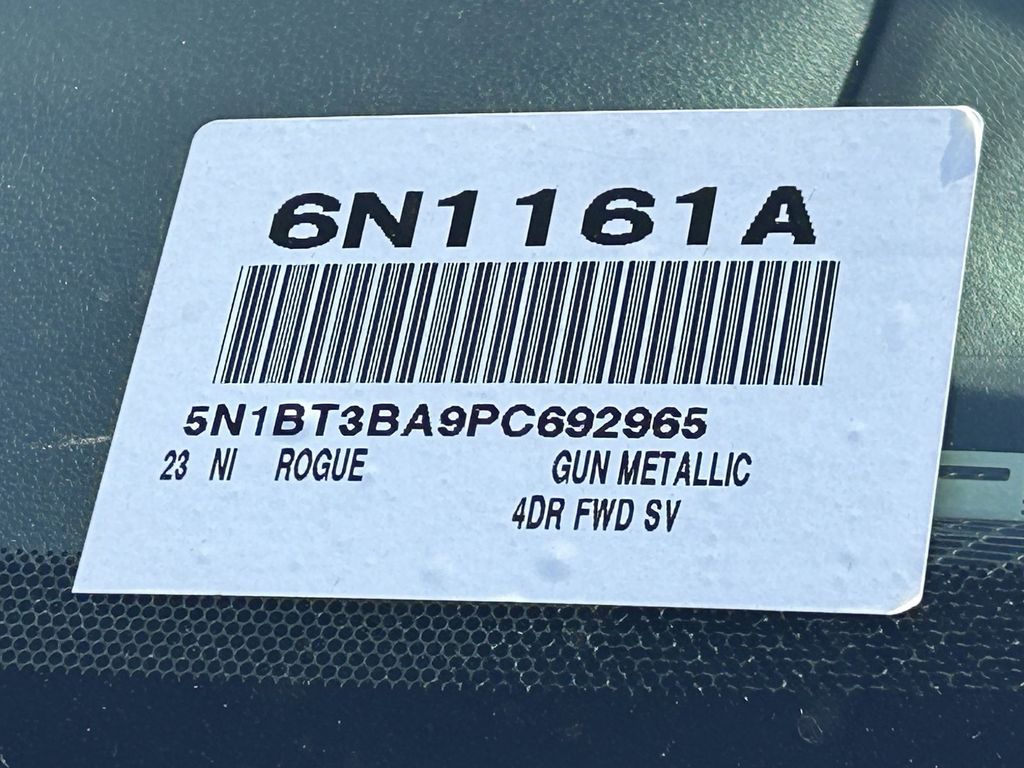 6N1161A
5N1BT3BA9PC692965
23 NI ROGUE GUN METALLIC
4DR FWD SV